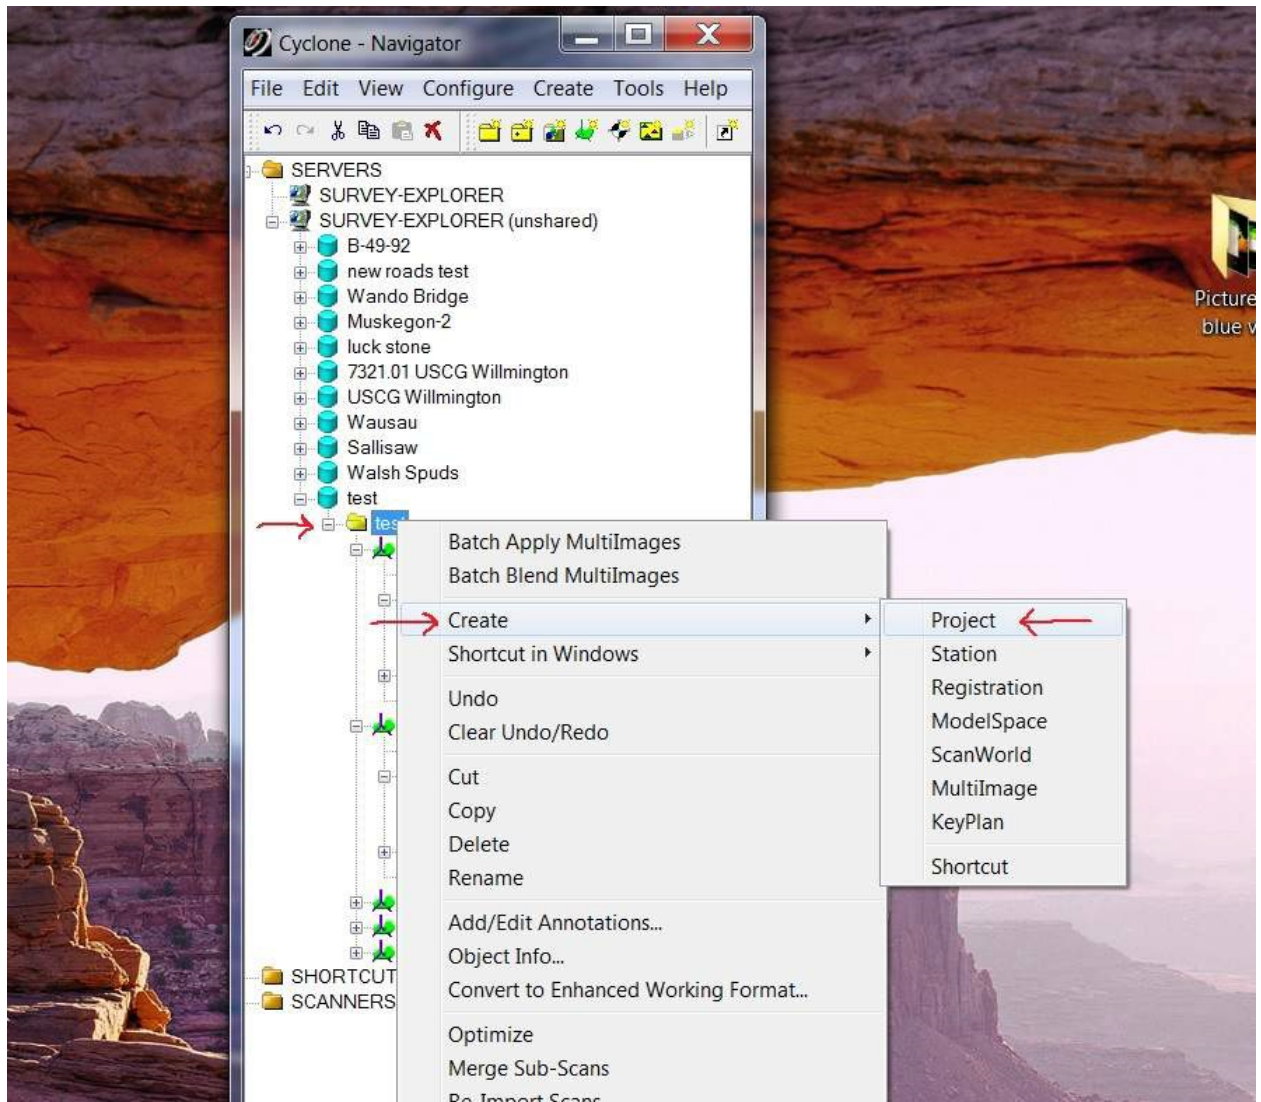 Cyclone - Navigator
File Edit View Configure Create Tools Help
SERVERS
SURVEY-EXPLORER
SURVEY-EXPLORER (unshared)
B-49-92
new roads test
Wando Bridge
Muskegon-2
luck stone
7321.01 USCG Willmington
USCG Willmington
Wausau
Sallisaw
Walsh Spuds
test
test
Batch Apply MultiImages
Batch Blend MultiImages
Create
Shortcut in Windows
Undo
Clear Undo/Redo
Cut
Copy
Delete
Rename
Add/Edit Annotations...
Object Info...
Convert to Enhanced Working Format...
Optimize
Merge Sub-Scans
Re-Import Scans
Project
Station
Registration
ModelSpace
ScanWorld
MultiImage
KeyPlan
Shortcut
SHORTCUT
SCANNERS
Picture
blue